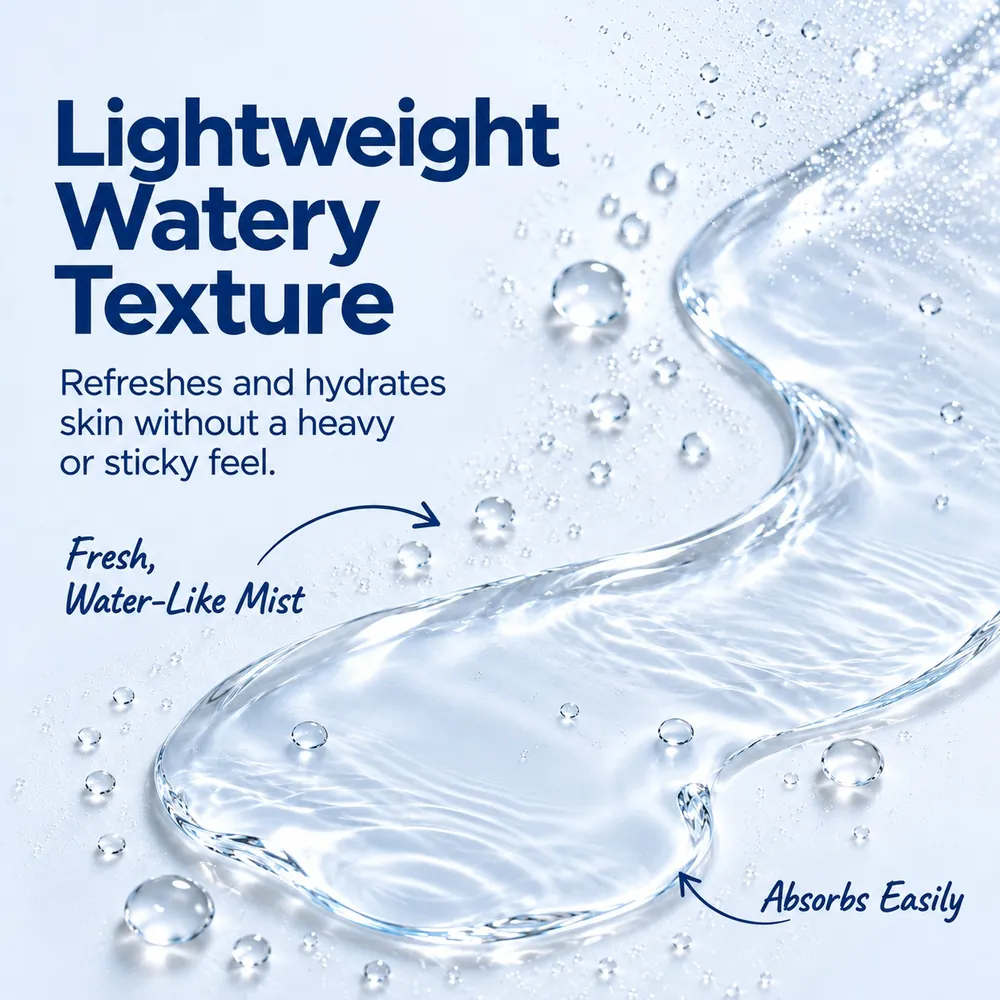 Lightweight
Watery
Texture
Refreshes and hydrates
skin without a heavy
or sticky feel.
Fresh,
Water-Like Mist
Absorbs Easily